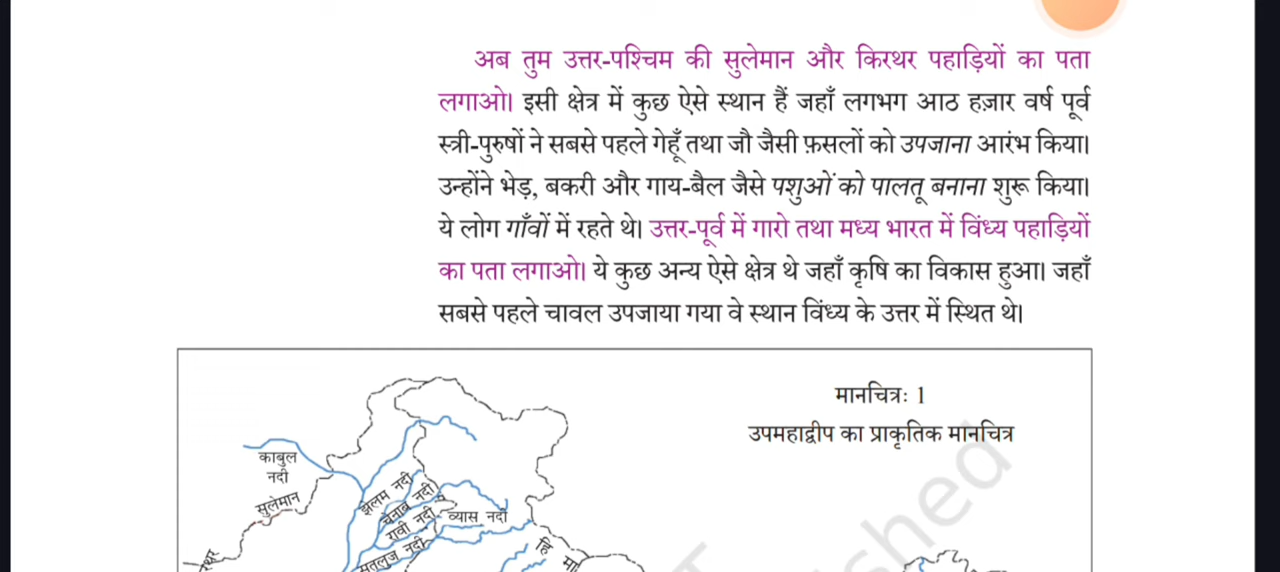 अब तुम उत्तर-पश्चिम की सुलेमान और किरथर पहाड़ियों का पता
लगाओ। इसी क्षेत्र में कुछ ऐसे स्थान हैं जहाँ लगभग आठ हज़ार वर्ष पूर्व
स्त्री-पुरुषों ने सबसे पहले गेहूँ तथा जौ जैसी फ़सलों को उपजाना आरंभ किया।
उन्होंने भेड़, बकरी और गाय-बैल जैसे पशुओं को पालतू बनाना शुरू किया।
ये लोग गाँवों में रहते थे। उत्तर-पूर्व में गारो तथा मध्य भारत में विंध्य पहाड़ियों
का पता लगाओ। ये कुछ अन्य ऐसे क्षेत्र थे जहाँ कृषि का विकास हुआ। जहाँ
सबसे पहले चावल उपजाया गया वे स्थान विंध्य के उत्तर में स्थित थे।
मानचित्र: 1
उपमहाद्वीप का प्राकृतिक मानचित्र
काबुल
नदी
सुलेमान
झेलम नदी
चेनाब नदी
रावी नदी
व्यास नदी
सतलुज नदी
हि मा
shed